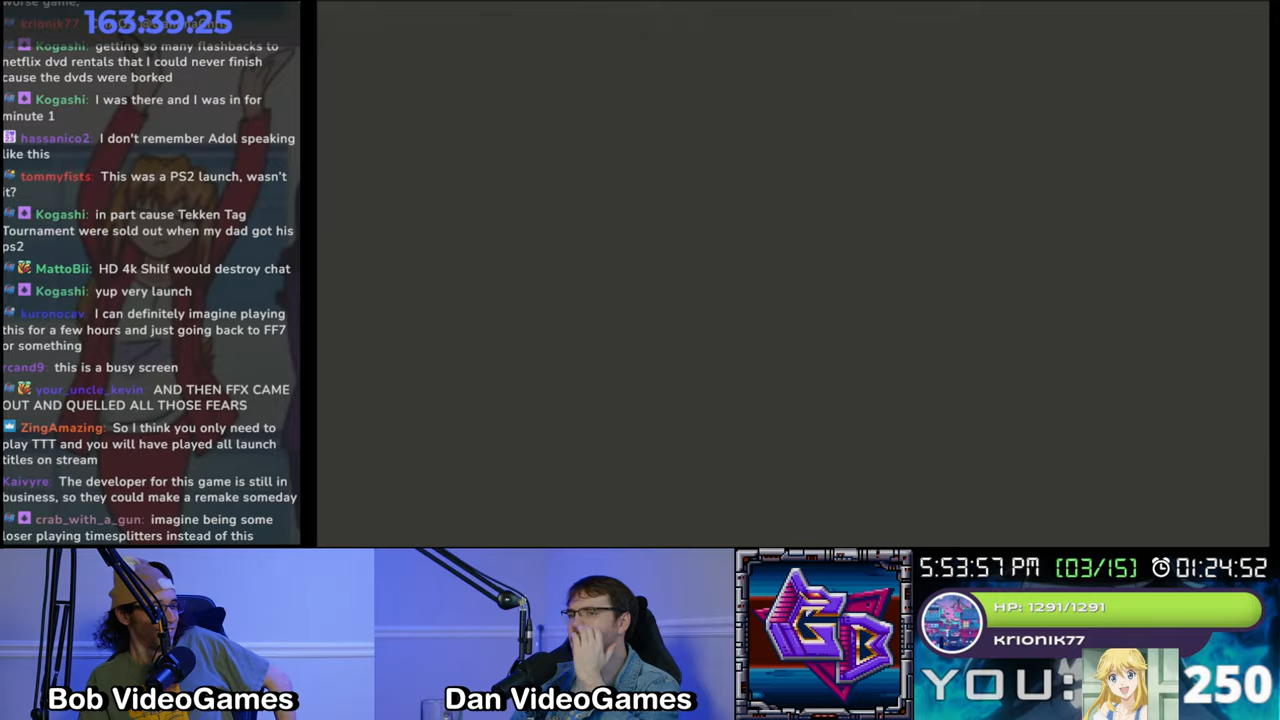 worse game,
163:39:25
krionik77
Kogashi: getting so many flashbacks to
netflix dvd rentals that I could never finish
cause the dvds were borked
Kogashi: I was there and I was in for
minute 1
hassanico2: I don't remember Adol speaking
like this
tommyfists: This was a PS2 launch, wasn't
it?
Kogashi: in part cause Tekken Tag
Tournament were sold out when my dad got his
ps2
MattoBii: HD 4k Shilf would destroy chat
Kogashi: yup very launch
kuronocav: I can definitely imagine playing
this for a few hours and just going back to FF7
or something
rcand9: this is a busy screen
your_uncle_kevin: AND THEN FFX CAME
OUT AND QUELLED ALL THOSE FEARS
ZingAmazing: So I think you only need to
play TTT and you will have played all launch
titles on stream
Kaivyre: The developer for this game is still in
business, so they could make a remake someday
crab_with_a_gun: imagine being some
loser playing timesplitters instead of this
Bob VideoGames
Dan VideoGames
GB
5:53:57 PM [03/15] 01:24:52
HP: 1291/1291
KRIONIK77
YOU: 250